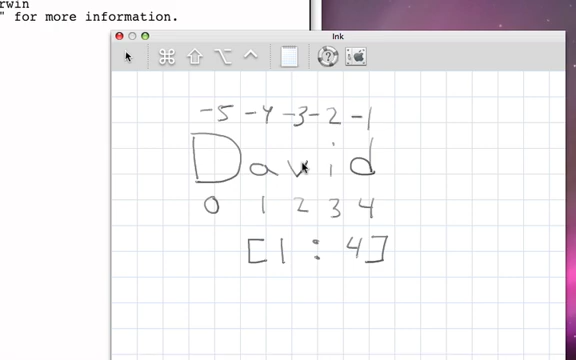 rwin
" for more information.
Ink
-5 -4 -3 -2 -1
David
0 1 2 3 4
[1 : 4]